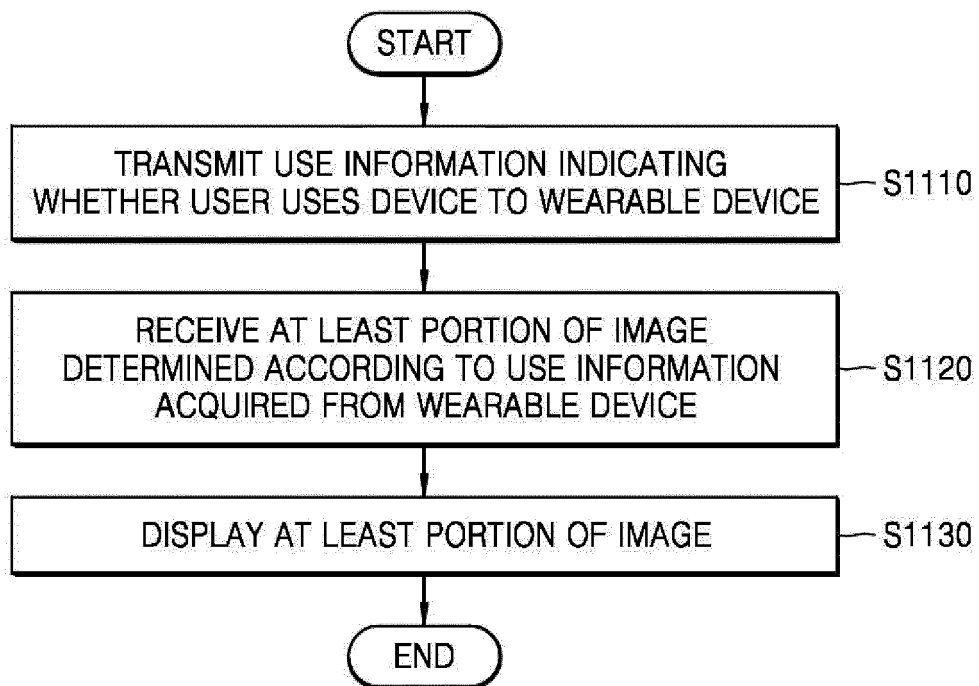 START
TRANSMIT USE INFORMATION INDICATING
WHETHER USER USES DEVICE TO WEARABLE DEVICE
S1110
RECEIVE AT LEAST PORTION OF IMAGE
DETERMINED ACCORDING TO USE INFORMATION
ACQUIRED FROM WEARABLE DEVICE
S1120
DISPLAY AT LEAST PORTION OF IMAGE
S1130
END